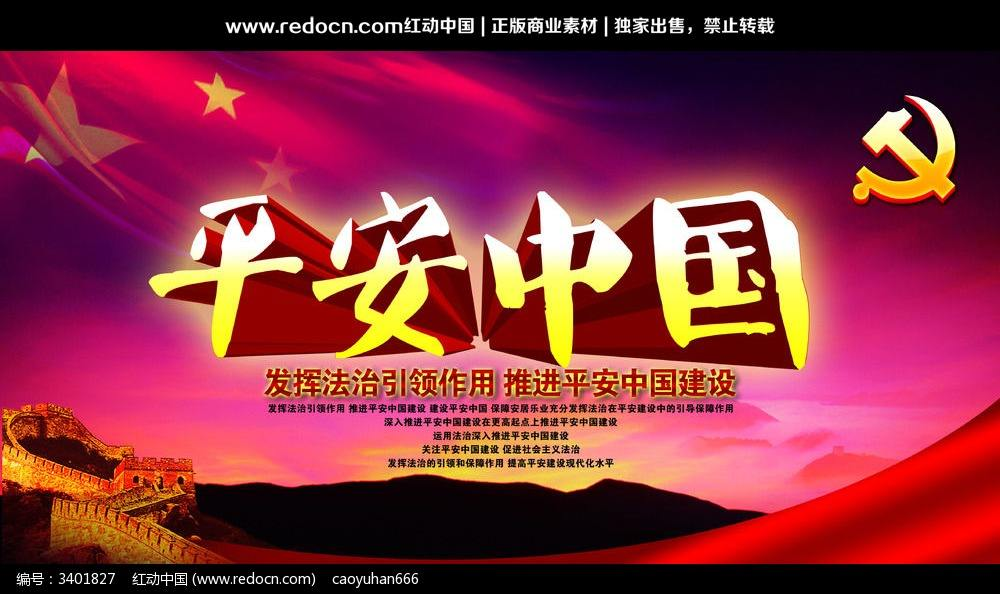 www.redocn.com红动中国 | 正版商业素材 | 独家出售，禁止转载
平安中国
发挥法治引领作用 推进平安中国建设
发挥法治引领作用 推进平安中国建设 建设平安中国 保障安居乐业充分发挥法治在平安建设中的引导保障作用
深入推进平安中国建设在更高起点上推进平安中国建设
运用法治深入推进平安中国建设
关注平安中国建设 促进社会主义法治
发挥法治的引领和保障作用 提高平安建设现代化水平
编号：3401827 红动中国 (www.redocn.com) caoyuhan666